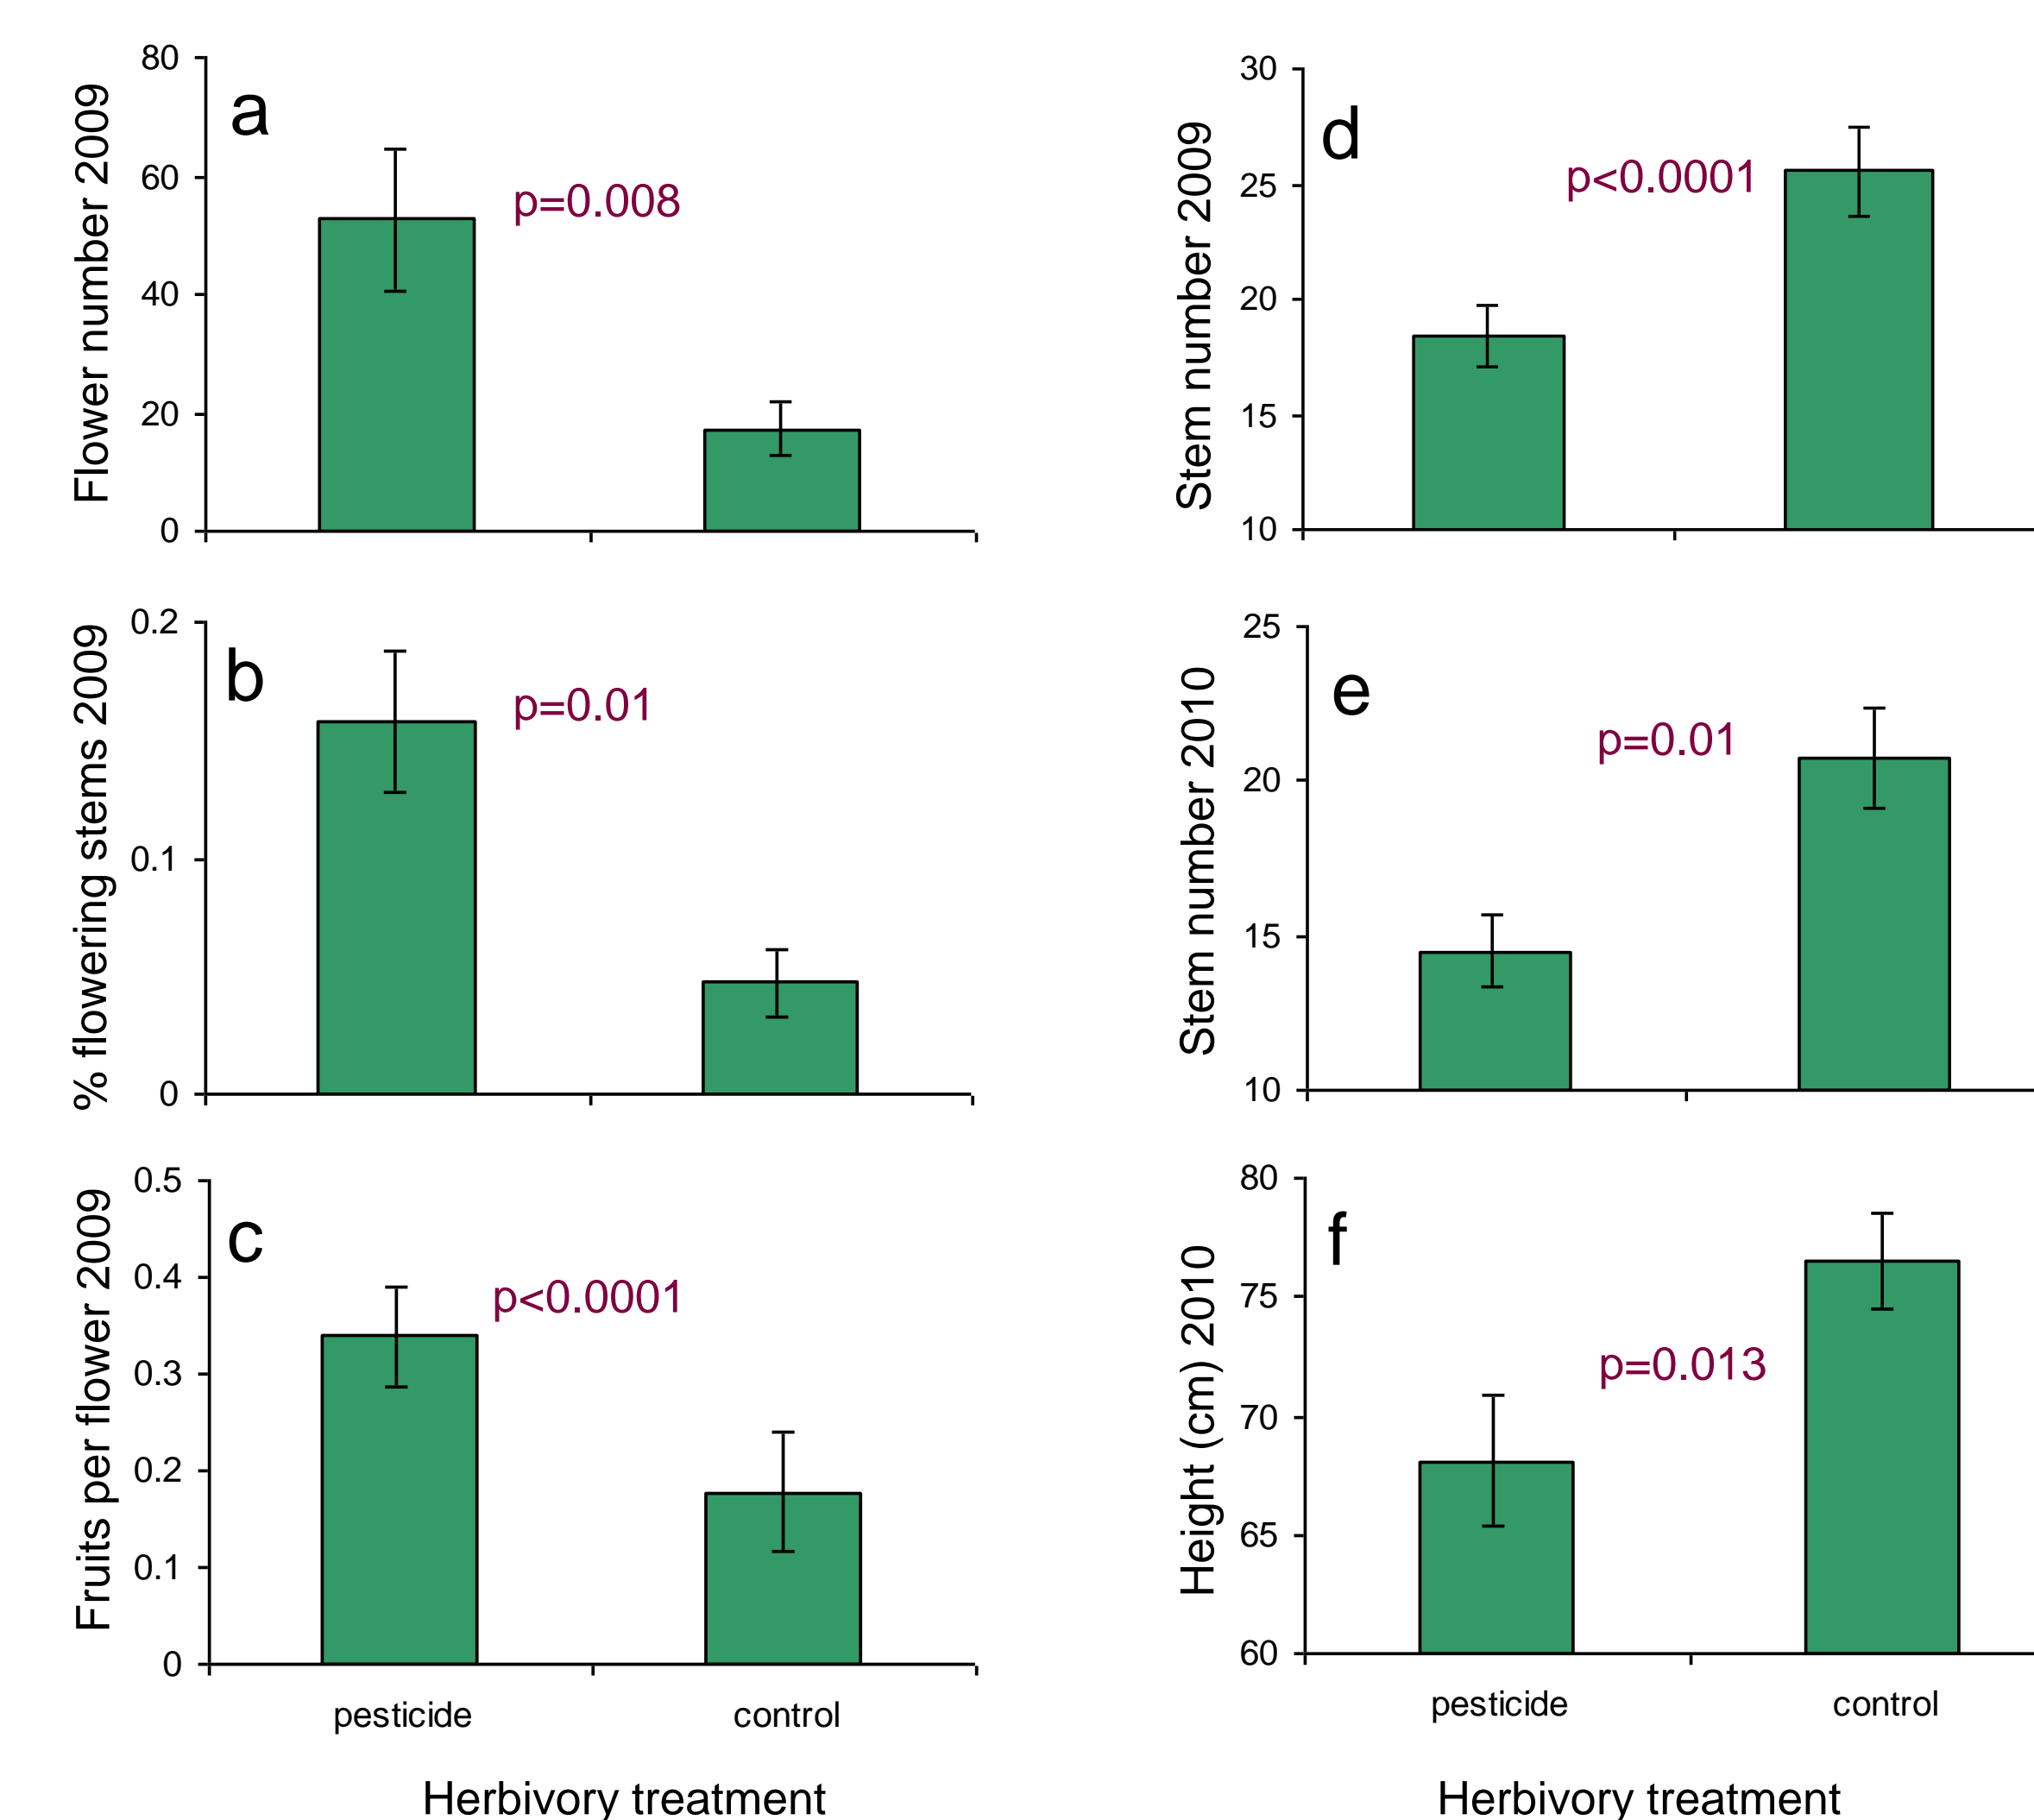 Flower number 2009
80
60
40
20
0
a
p=0.008
% flowering stems 2009
0.2
0.1
0
b
p=0.01
Fruits per flower 2009
0.5
0.4
0.3
0.2
0.1
0
c
p<0.0001
pesticide control
Herbivory treatment
Stem number 2009
30
25
20
15
10
d
p<0.0001
Stem number 2010
25
20
15
10
e
p=0.01
Height (cm) 2010
80
75
70
65
60
f
p=0.013
pesticide control
Herbivory treatment